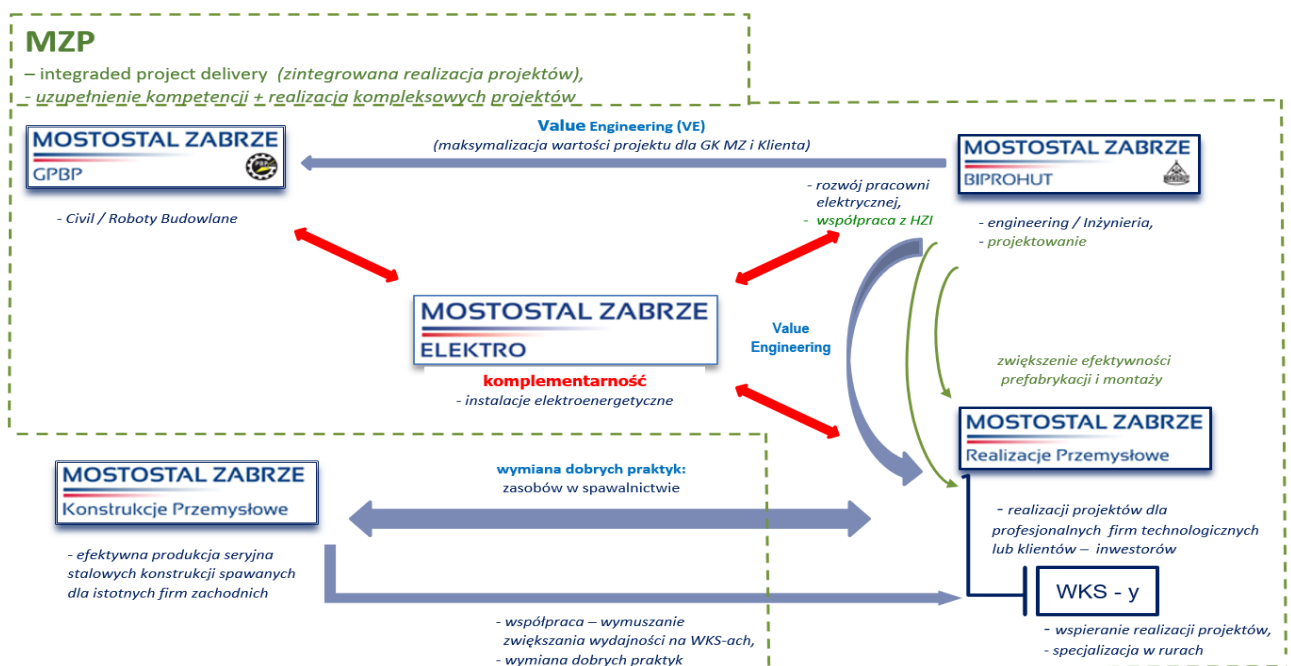 MZP
– integraded project delivery (zintegrowana realizacja projektów),
- uzupełnienie kompetencji + realizacja kompleksowych projektów
MOSTOSTAL ZABRZE
GPBP
- Civil / Roboty Budowlane
Value Engineering (VE)
(maksymalizacja wartości projektu dla GK MZ i Klienta)
MOSTOSTAL ZABRZE
BIPROHUT
- rozwój pracowni
elektrycznej,
- współpraca z HZI
- engineering / Inżynieria,
- projektowanie
MOSTOSTAL ZABRZE
ELEKTRO
komplementarność
- instalacje elektroenergetyczne
Value
Engineering
zwiększenie efektywności
prefabrykacji i montaży
MOSTOSTAL ZABRZE
Realizacje Przemysłowe
- realizacji projektów dla
profesjonalnych firm technologicznych
lub klientów – inwestorów
WKS - y
- wspieranie realizacji projektów,
- specjalizacja w rurach
MOSTOSTAL ZABRZE
Konstrukcje Przemysłowe
- efektywna produkcja seryjna
stalowych konstrukcji spawanych
dla istotnych firm zachodnich
wymiana dobrych praktyk:
zasobów w spawalnictwie
- współpraca – wymuszanie
zwiększania wydajności na WKS-ach,
- wymiana dobrych praktyk